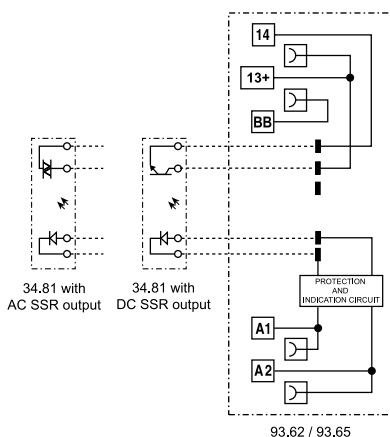 14
13+
BB
34.81 with
AC SSR output
34.81 with
DC SSR output
PROTECTION
AND
INDICATION CIRCUIT
A1
A2
93.62 / 93.65